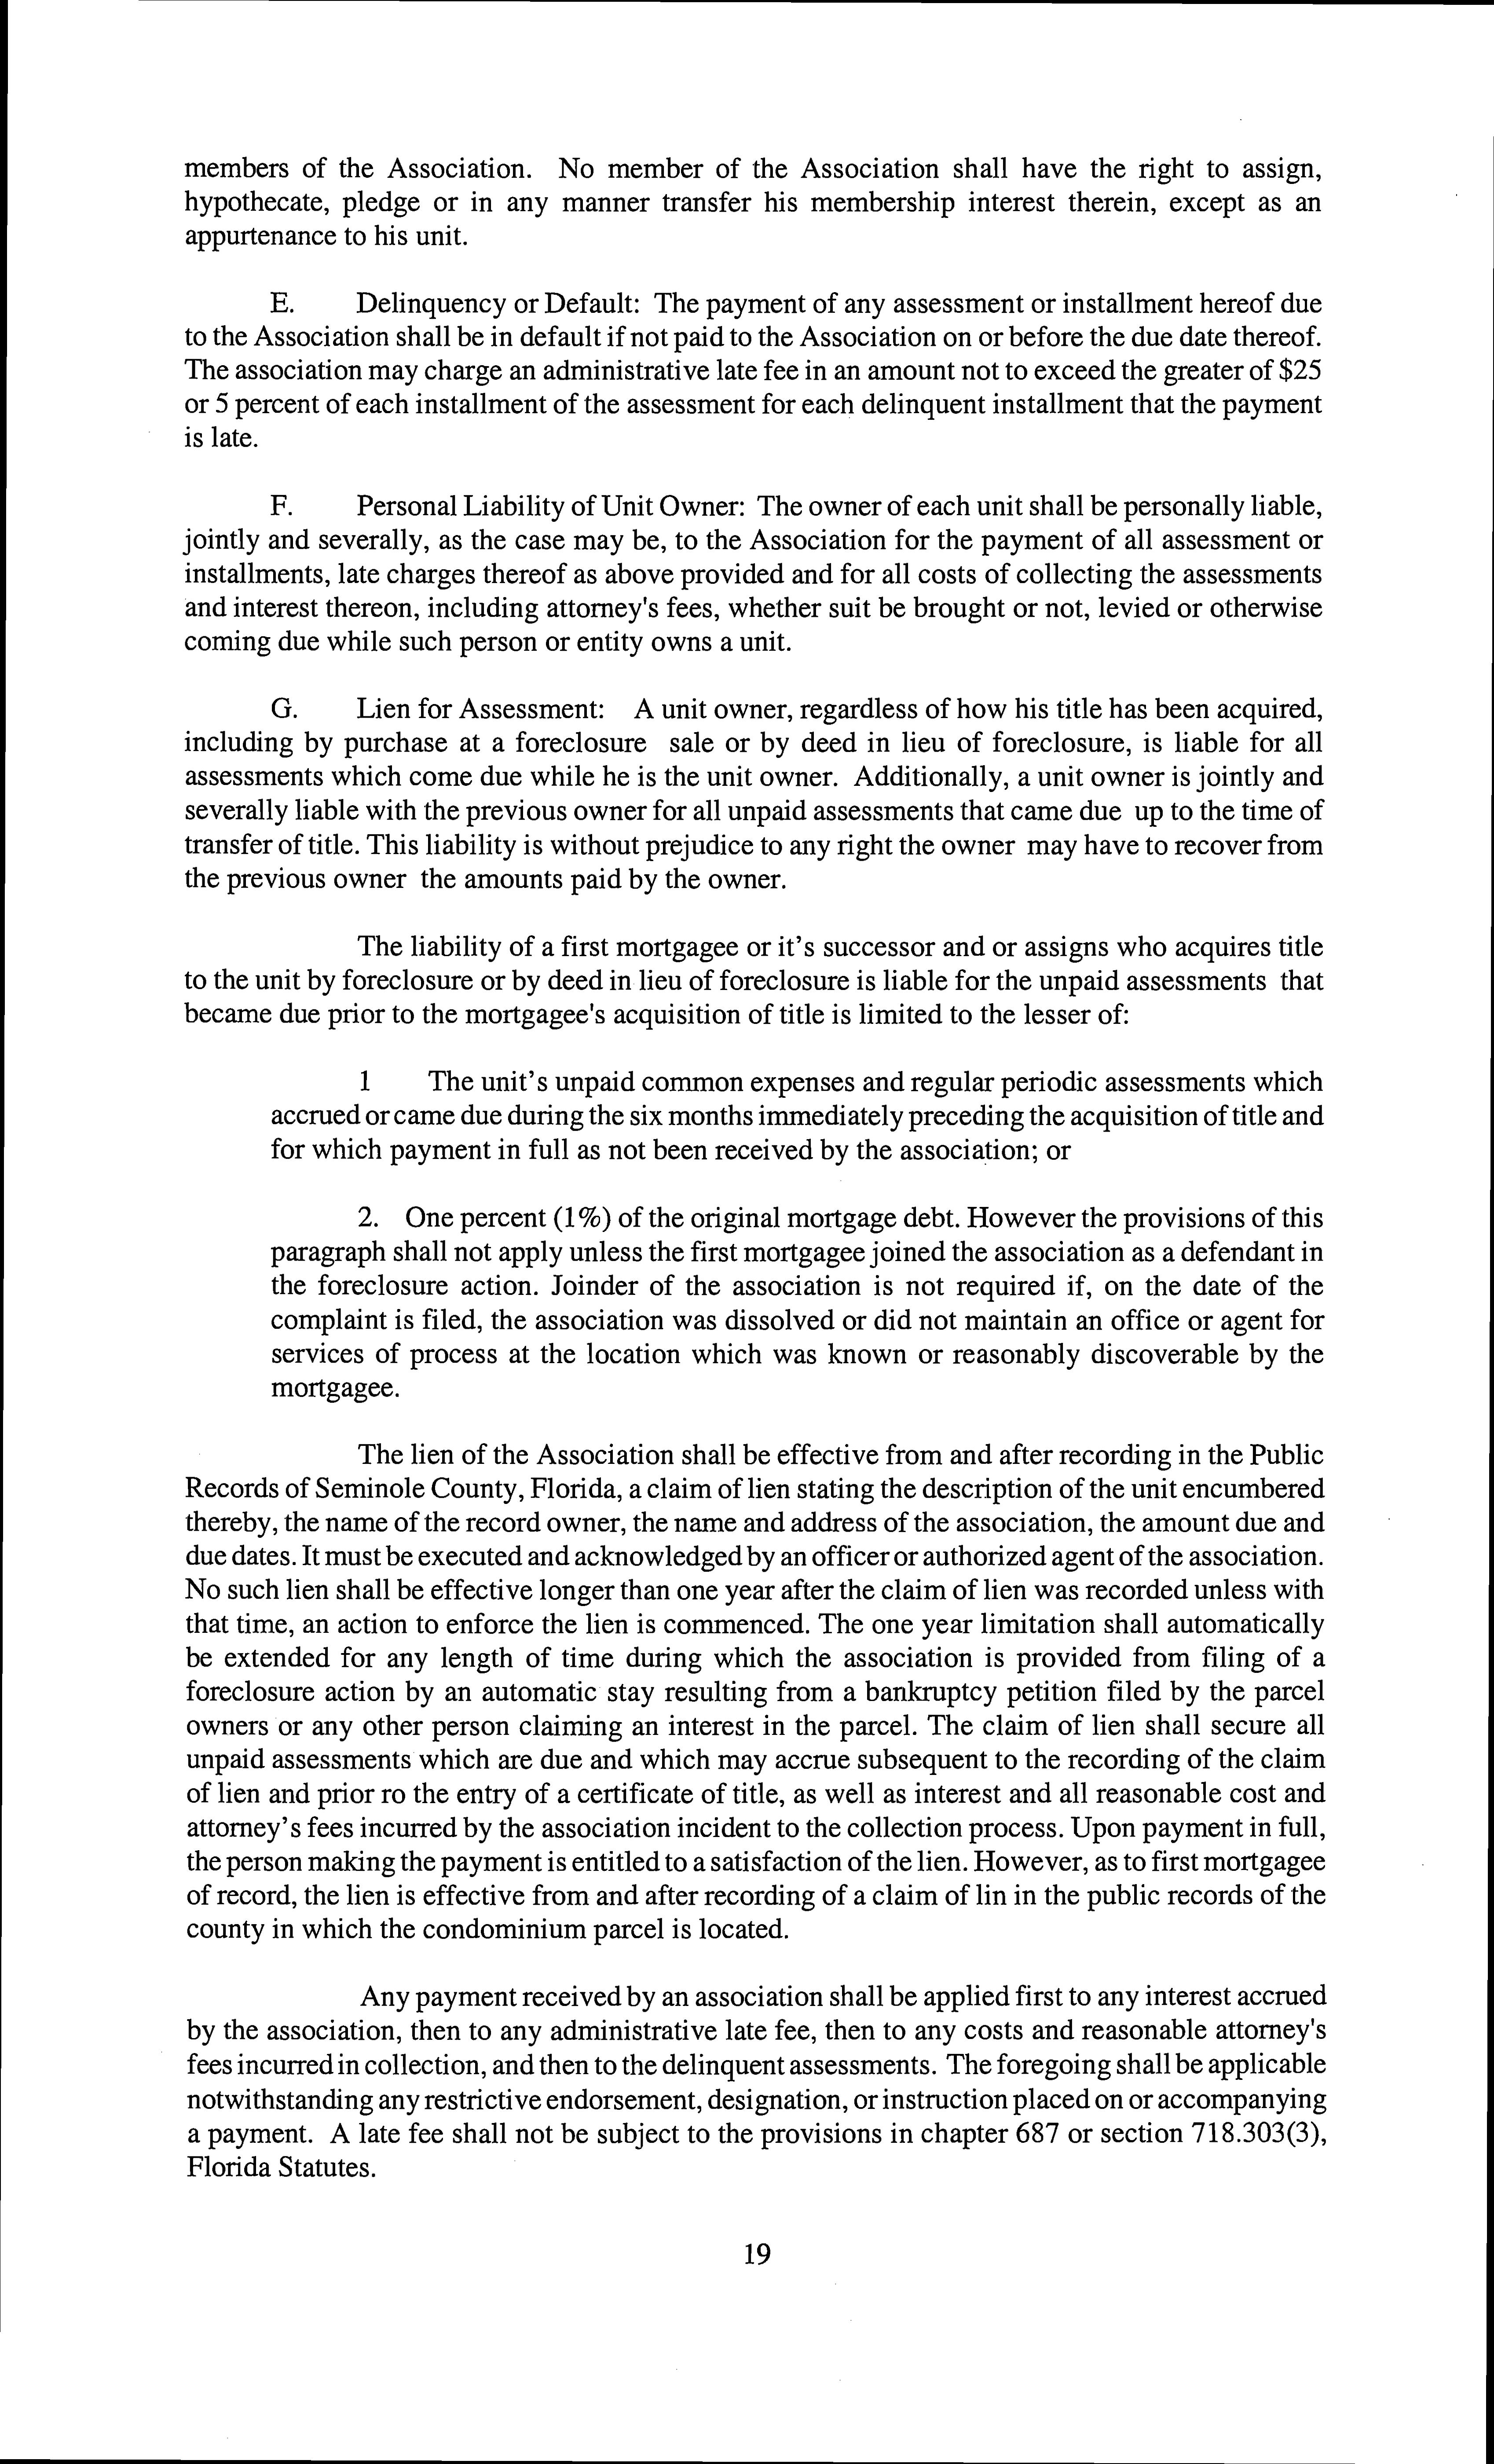 members of the Association. No member of the Association shall have the right to assign,
hypothecate, pledge or in any manner transfer his membership interest therein, except as an
appurtenance to his unit.
E. Delinquency or Default: The payment of any assessment or installment hereof due
to the Association shall be in default if not paid to the Association on or before the due date thereof.
The association may charge an administrative late fee in an amount not to exceed the greater of $25
or 5 percent of each installment of the assessment for each delinquent installment that the payment
is late.
F. Personal Liability of Unit Owner: The owner of each unit shall be personally liable,
jointly and severally, as the case may be, to the Association for the payment of all assessment or
installments, late charges thereof as above provided and for all costs of collecting the assessments
and interest thereon, including attorney's fees, whether suit be brought or not, levied or otherwise
coming due while such person or entity owns a unit.
G. Lien for Assessment: A unit owner, regardless of how his title has been acquired,
including by purchase at a foreclosure sale or by deed in lieu of foreclosure, is liable for all
assessments which come due while he is the unit owner. Additionally, a unit owner is jointly and
severally liable with the previous owner for all unpaid assessments that came due up to the time of
transfer of title. This liability is without prejudice to any right the owner may have to recover from
the previous owner the amounts paid by the owner.
The liability of a first mortgagee or it's successor and or assigns who acquires title
to the unit by foreclosure or by deed in lieu of foreclosure is liable for the unpaid assessments that
became due prior to the mortgagee's acquisition of title is limited to the lesser of:
1 The unit's unpaid common expenses and regular periodic assessments which
accrued or came due during the six months immediately preceding the acquisition of title and
for which payment in full as not been received by the association; or
2. One percent (1%) of the original mortgage debt. However the provisions of this
paragraph shall not apply unless the first mortgagee joined the association as a defendant in
the foreclosure action. Joinder of the association is not required if, on the date of the
complaint is filed, the association was dissolved or did not maintain an office or agent for
services of process at the location which was known or reasonably discoverable by the
mortgagee.
The lien of the Association shall be effective from and after recording in the Public
Records of Seminole County, Florida, a claim of lien stating the description of the unit encumbered
thereby, the name of the record owner, the name and address of the association, the amount due and
due dates. It must be executed and acknowledged by an officer or authorized agent of the association.
No such lien shall be effective longer than one year after the claim of lien was recorded unless with
that time, an action to enforce the lien is commenced. The one year limitation shall automatically
be extended for any length of time during which the association is provided from filing of a
foreclosure action by an automatic stay resulting from a bankruptcy petition filed by the parcel
owners or any other person claiming an interest in the parcel. The claim of lien shall secure all
unpaid assessments which are due and which may accrue subsequent to the recording of the claim
of lien and prior ro the entry of a certificate of title, as well as interest and all reasonable cost and
attorney's fees incurred by the association incident to the collection process. Upon payment in full,
the person making the payment is entitled to a satisfaction of the lien. However, as to first mortgagee
of record, the lien is effective from and after recording of a claim of lin in the public records of the
county in which the condominium parcel is located.
Any payment received by an association shall be applied first to any interest accrued
by the association, then to any administrative late fee, then to any costs and reasonable attorney's
fees incurred in collection, and then to the delinquent assessments. The foregoing shall be applicable
notwithstanding any restrictive endorsement, designation, or instruction placed on or accompanying
a payment. A late fee shall not be subject to the provisions in chapter 687 or section 718.303(3),
Florida Statutes.
19